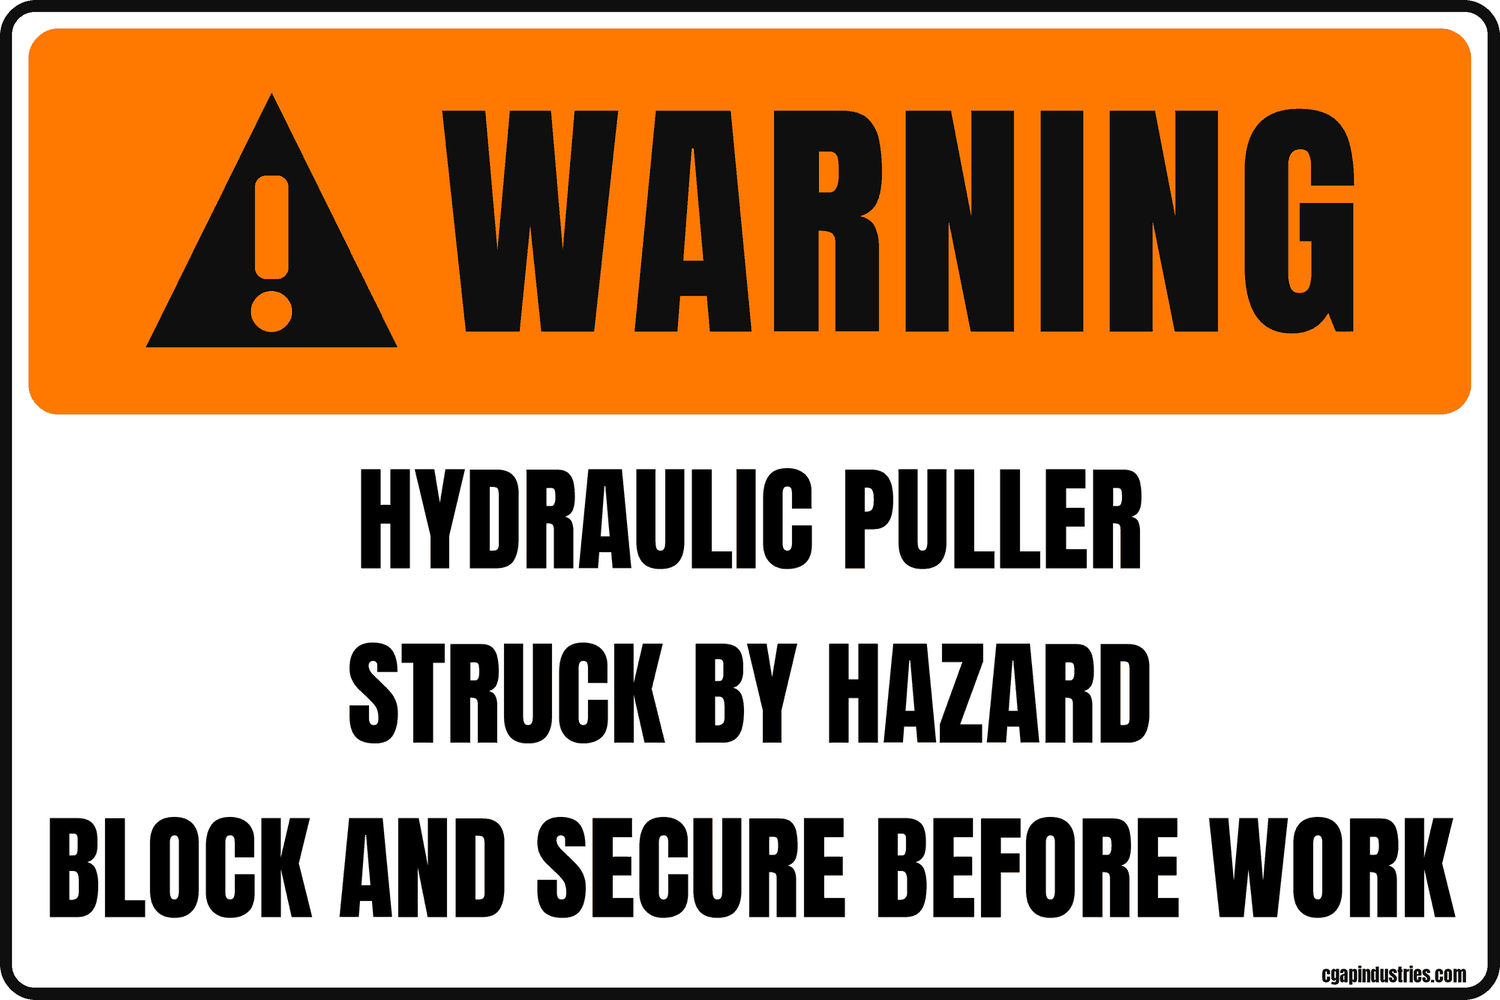 WARNING
HYDRAULIC PULLER
STRUCK BY HAZARD
BLOCK AND SECURE BEFORE WORK
cgapindustries.com